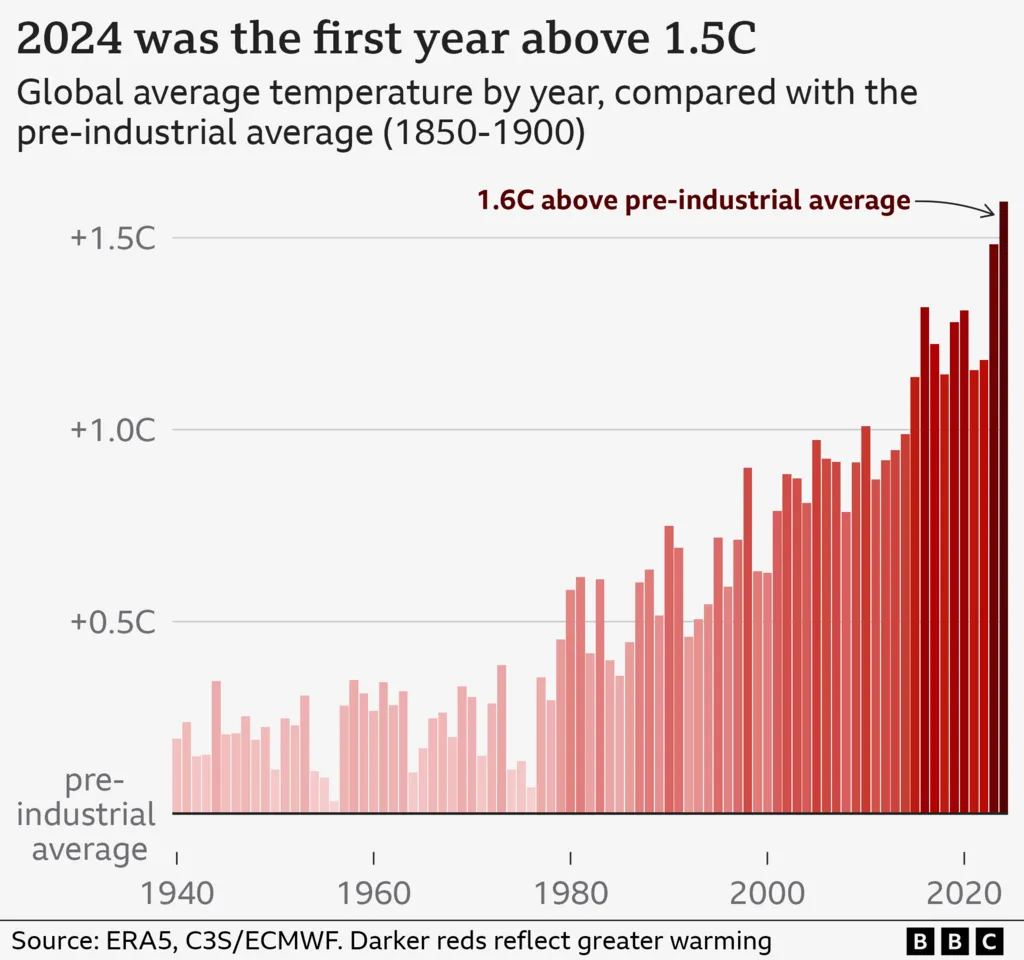 2024 was the first year above 1.5C
Global average temperature by year, compared with the
pre-industrial average (1850-1900)
1.6C above pre-industrial average
+1.5C
+1.0C
+0.5C
pre-
industrial
average
1940 1960 1980 2000 2020
Source: ERA5, C3S/ECMWF. Darker reds reflect greater warming
BBC